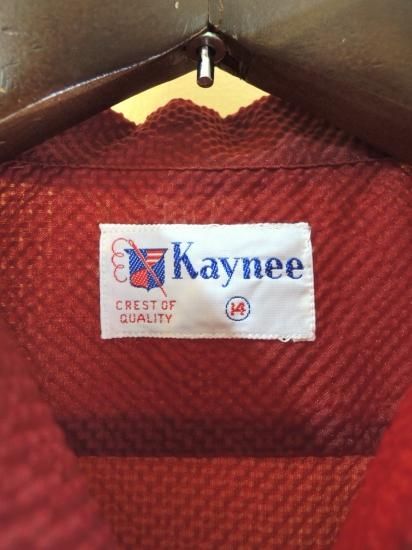 Kaynee
CREST OF
QUALITY
14